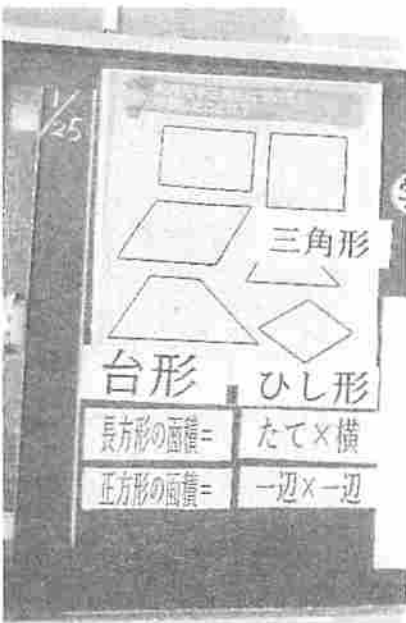 1/25
三角形
台形
ひし形
長方形の面積= たて×横
正方形の面積= 一辺×一辺